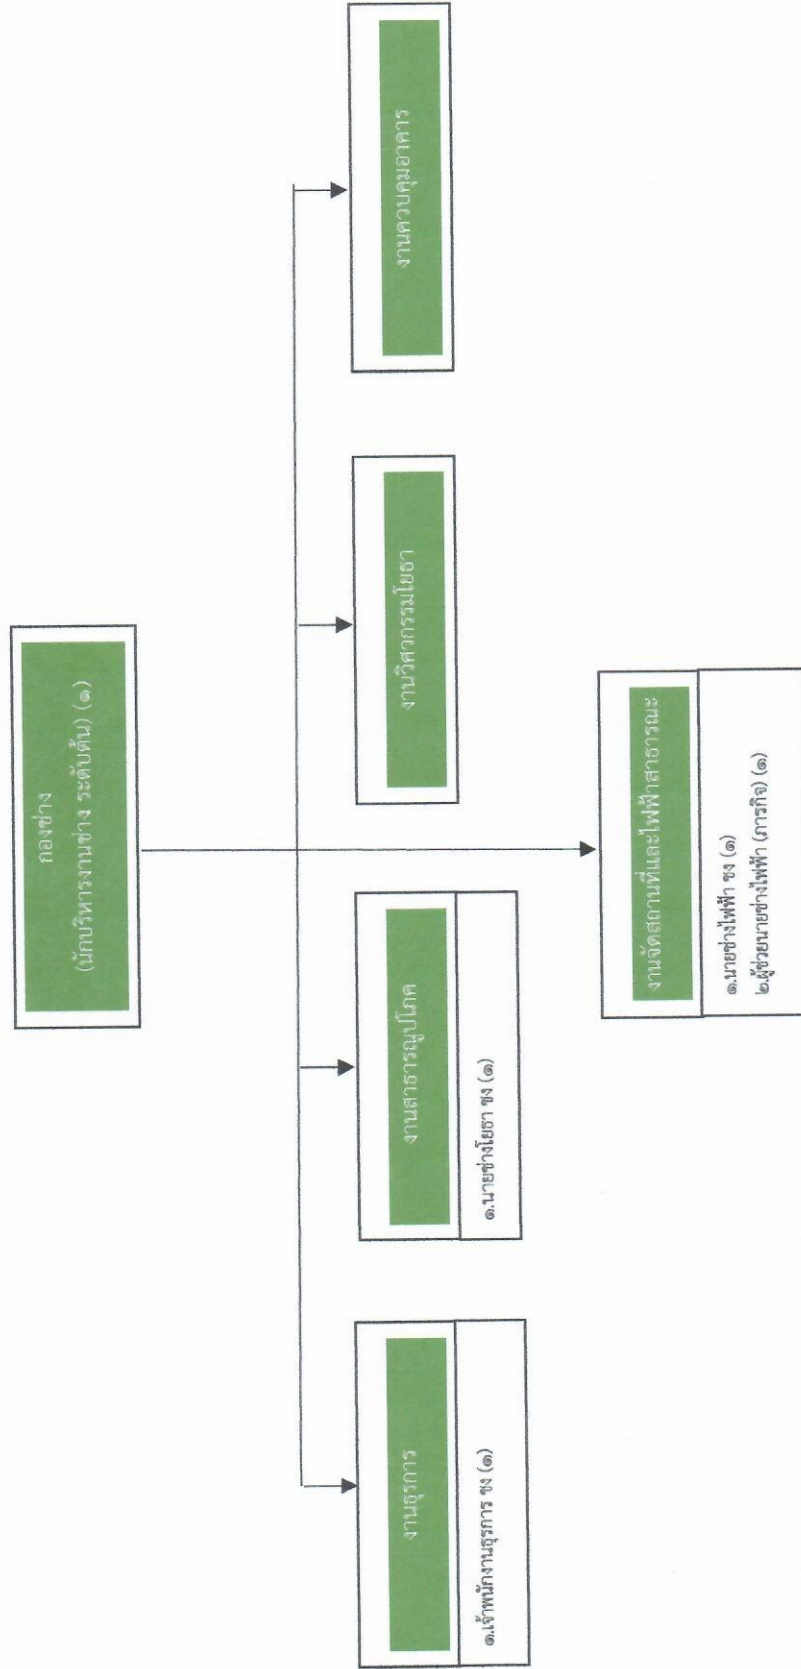 กองช่าง
(นักบริหารงานช่าง ระดับต้น) (๑)
งานธุรการ
๑.เจ้าพนักงานธุรการ ชง (๑)
งานสาธารณูปโภค
๑.นายช่างโยธา ชง (๑)
งานวิศวกรรมโยธา
งานควบคุมอาคาร
งานจัดสถานที่และไฟฟ้าสาธารณะ
๑.นายช่างไฟฟ้า ชง (๑)
๒.ผู้ช่วยนายช่างไฟฟ้า (ภารกิจ) (๑)